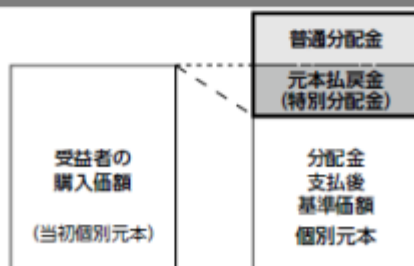 普通分配金
元本払戻金
(特別分配金)
受益者の
購入価額
(当初個別元本)
分配金
支払後
基準価額
個別元本